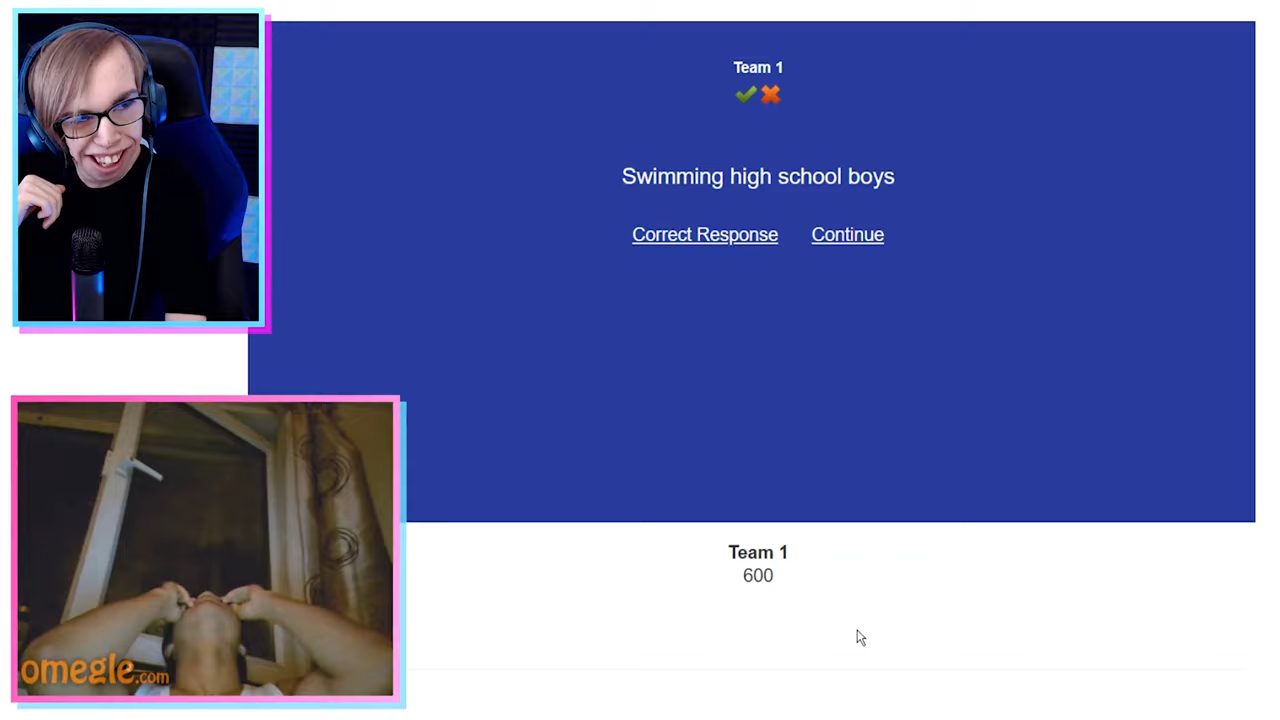 Team 1
Swimming high school boys
Correct Response Continue
Team 1
600
omegle.com